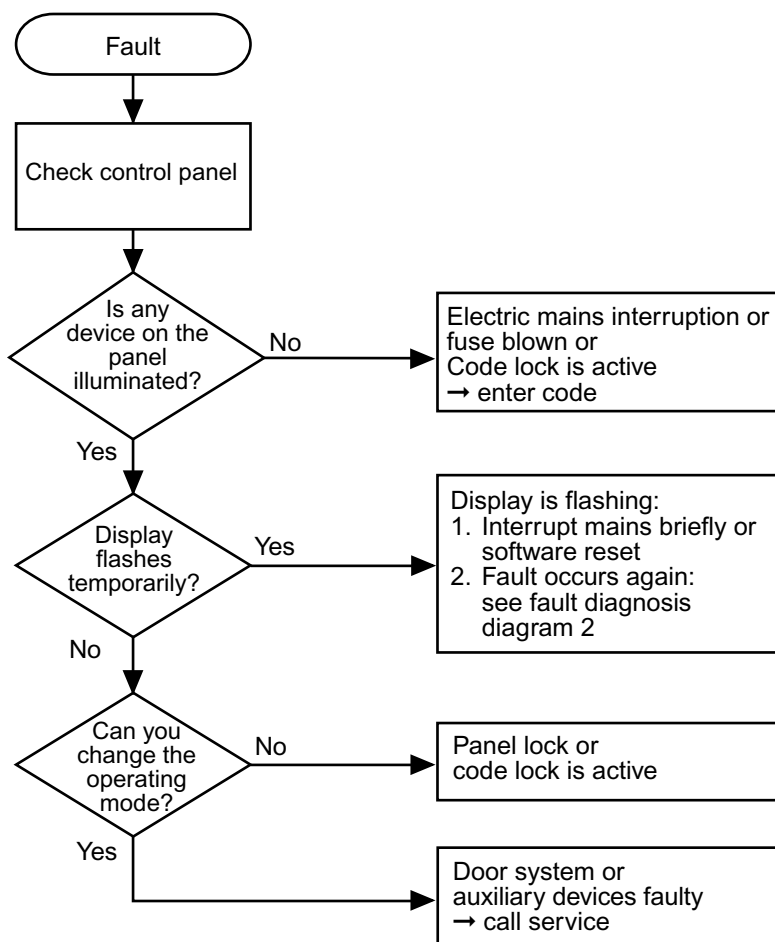 Fault
Check control panel
Is any
device on the
panel
illuminated?
No
Electric mains interruption or
fuse blown or
Code lock is active
→ enter code
Yes
Display
flashes
temporarily?
Yes
Display is flashing:
1. Interrupt mains briefly or
software reset
2. Fault occurs again:
see fault diagnosis
diagram 2
No
Can you
change the
operating
mode?
No
Panel lock or
code lock is active
Yes
Door system or
auxiliary devices faulty
→ call service